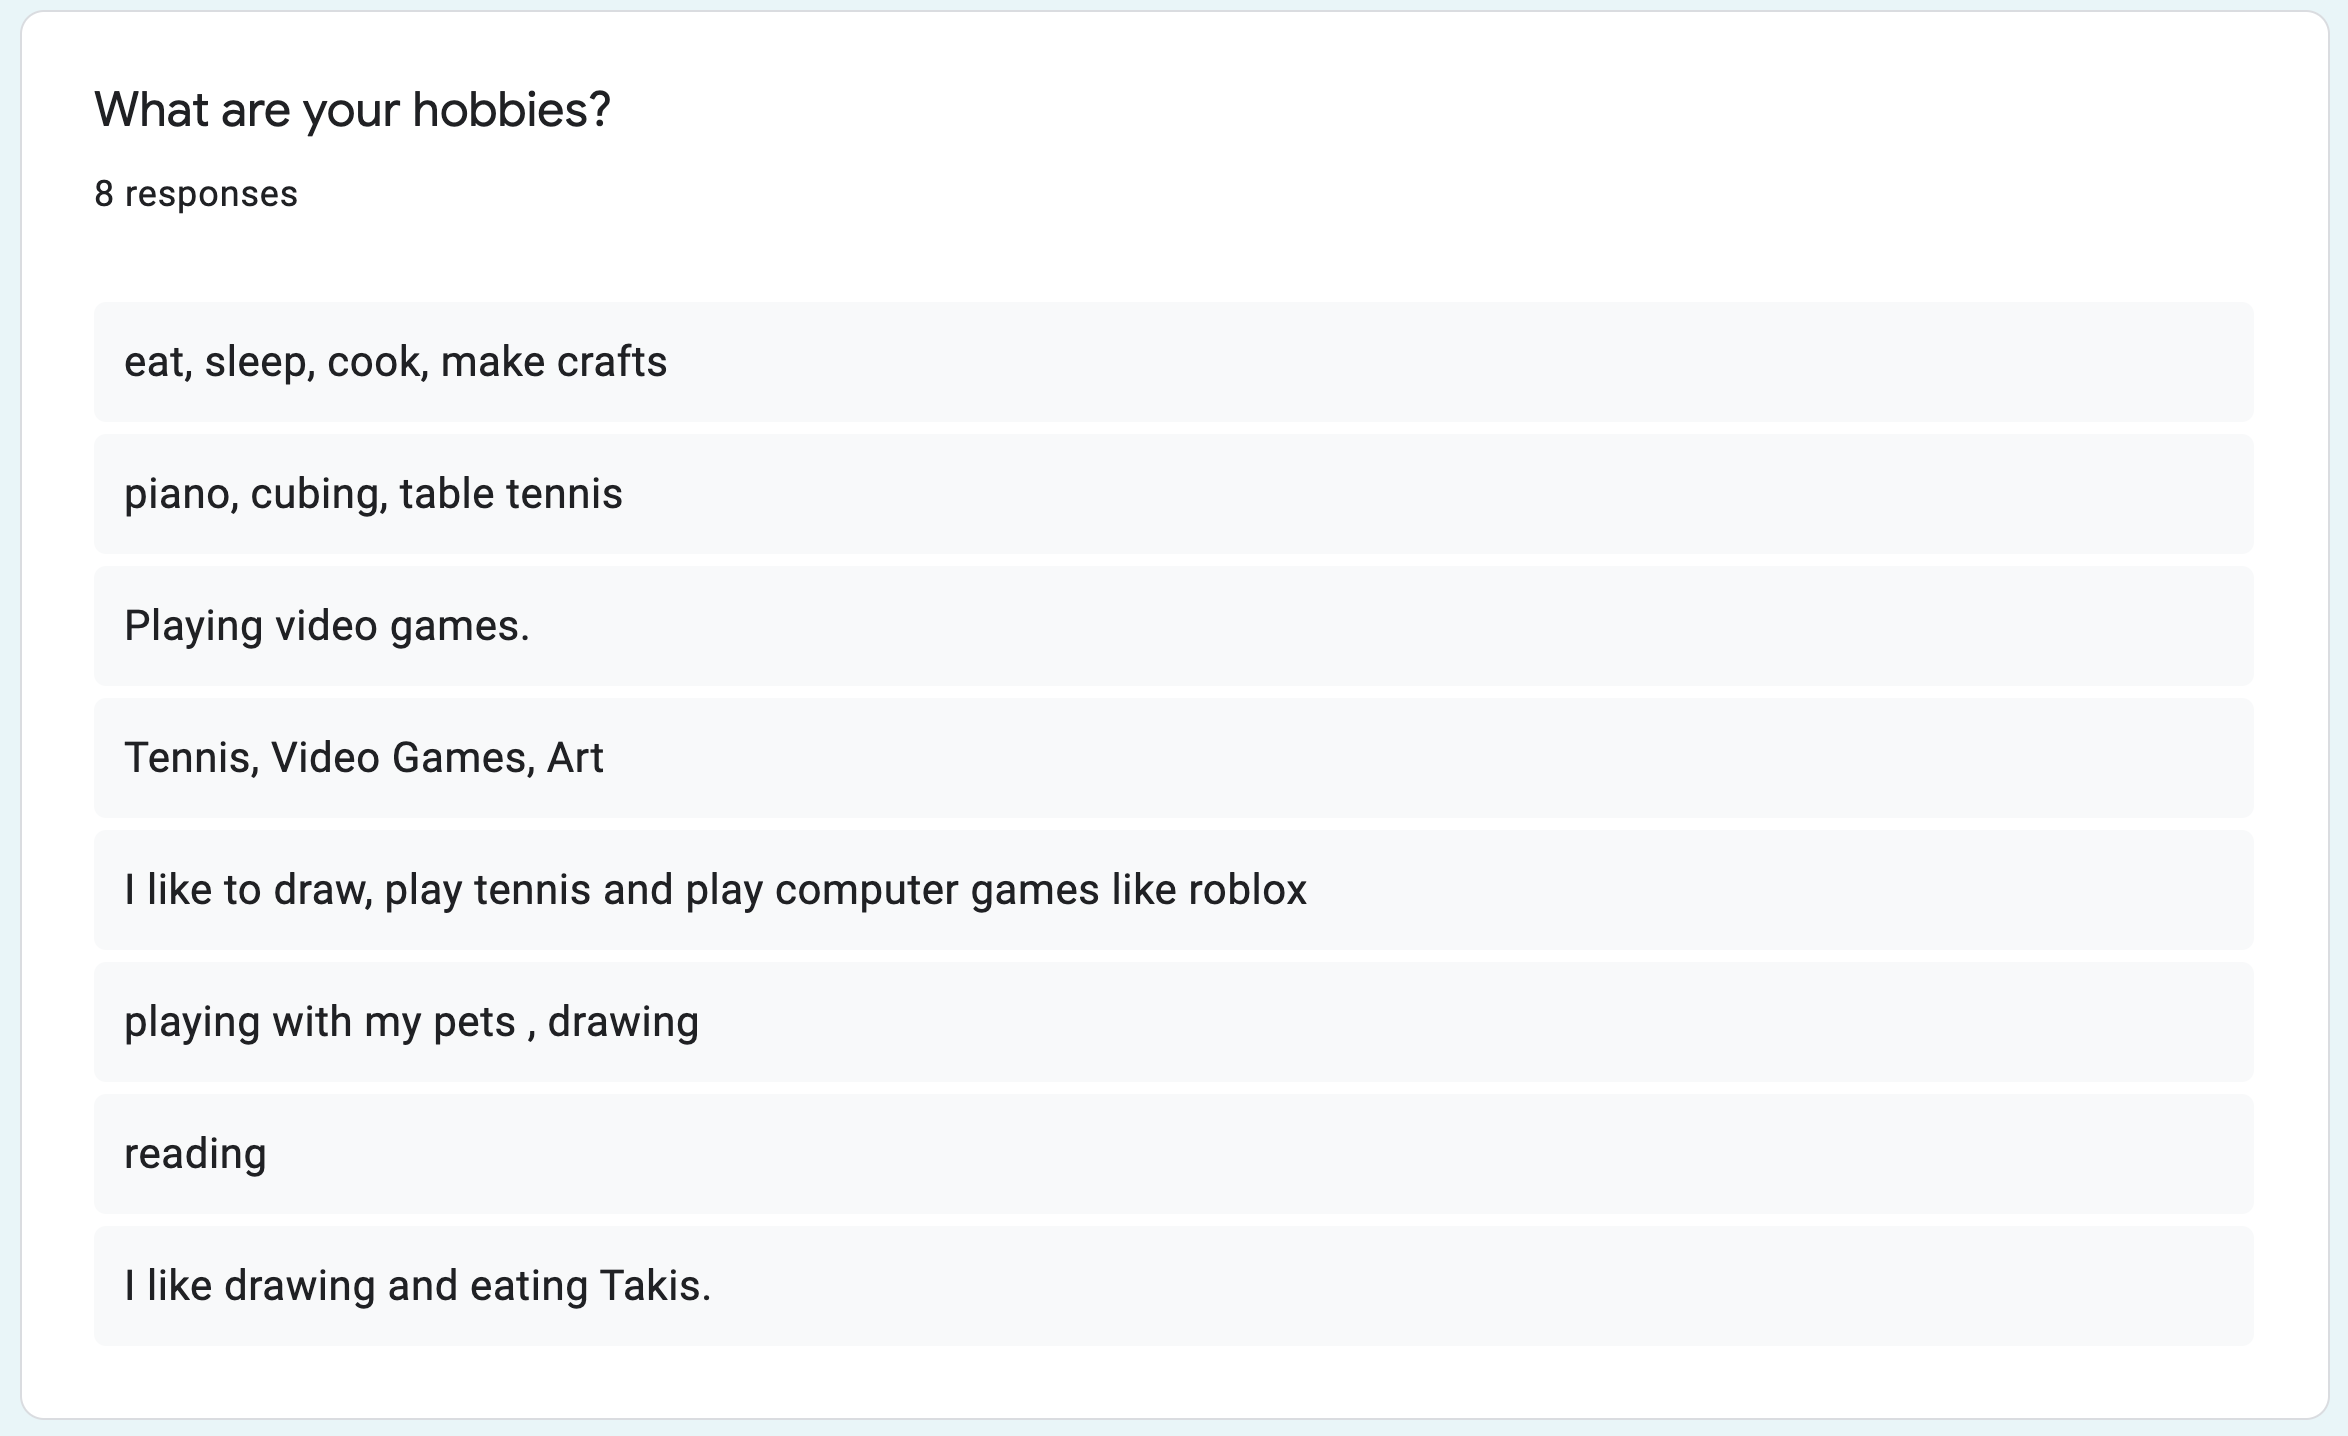 What are your hobbies?
8 responses
eat, sleep, cook, make crafts
piano, cubing, table tennis
Playing video games.
Tennis, Video Games, Art
I like to draw, play tennis and play computer games like roblox
playing with my pets , drawing
reading
I like drawing and eating Takis.